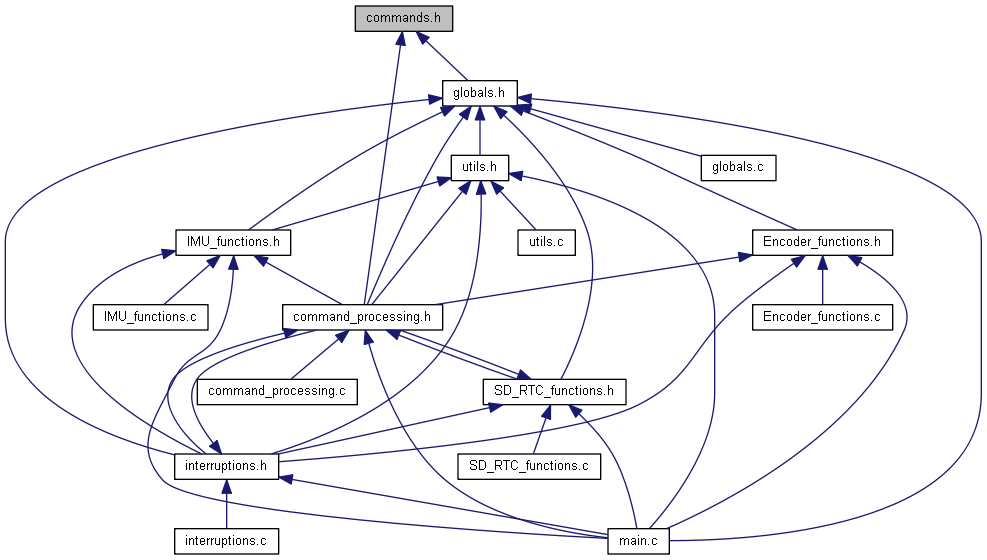 commands.h
globals.h
utils.h
globals.c
IMU_functions.h
utils.c
Encoder_functions.h
IMU_functions.c
command_processing.h
Encoder_functions.c
command_processing.c
SD_RTC_functions.h
interruptions.h
SD_RTC_functions.c
interruptions.c
main.c